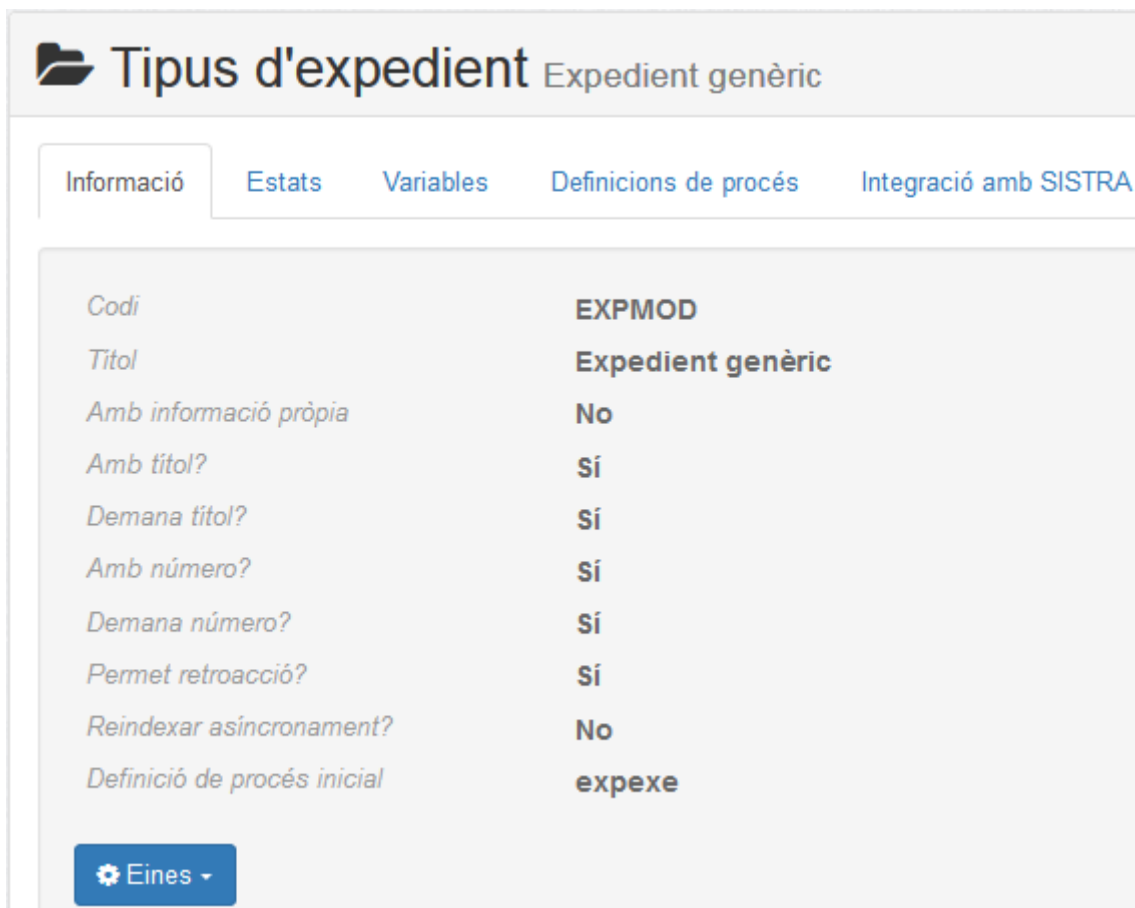 Tipus d'expedient Expedient genèric
Informació Estats Variables Definicions de procés Integració amb SISTRA
Codi EXPMOD
Títol Expedient genèric
Amb informació pròpia No
Amb títol? Sí
Demana títol? Sí
Amb número? Sí
Demana número? Sí
Permet retroacció? Sí
Reindexar asíncronament? No
Definició de procés inicial expexe
Eines